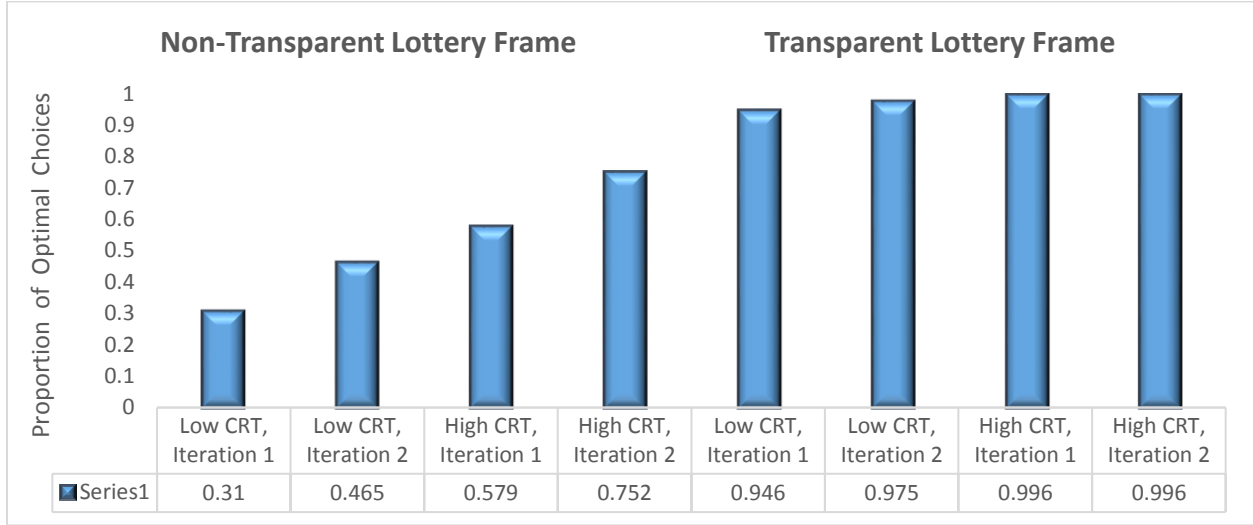 Non-Transparent Lottery Frame
Transparent Lottery Frame
Proportion of Optimal Choices
1
0.9
0.8
0.7
0.6
0.5
0.4
0.3
0.2
0.1
0
Low CRT, Iteration 1
Low CRT, Iteration 2
High CRT, Iteration 1
High CRT, Iteration 2
Low CRT, Iteration 1
Low CRT, Iteration 2
High CRT, Iteration 1
High CRT, Iteration 2
Series1 0.31 0.465 0.579 0.752 0.946 0.975 0.996 0.996